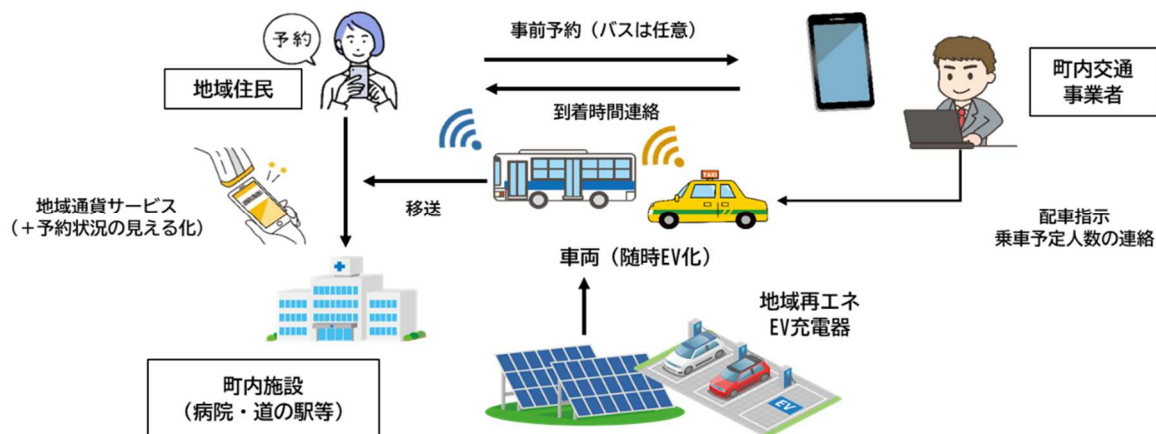 予約
事前予約（バスは任意）
地域住民
町内交通
事業者
到着時間連絡
TAXI
地域通貨サービス
（＋予約状況の見える化）
移送
配車指示
乗車予定人数の連絡
車両（随時EV化）
地域再エネ
EV充電器
EV
町内施設
（病院・道の駅等）